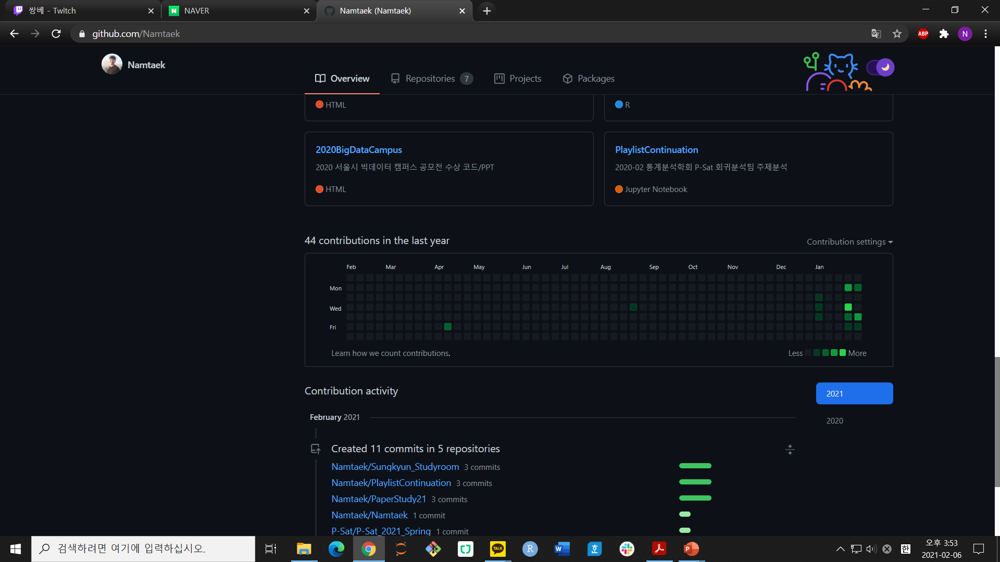 쌍베 - Twitch
NAVER
Namtaek (Namtaek)
github.com/Namtaek
ABP
N
Namtaek
Overview
Repositories 7
Projects
Packages
HTML
R
2020BigDataCampus
2020 서울시 빅데이터 캠퍼스 공모전 수상 코드/PPT
HTML
PlaylistContinuation
2020-02 통계분석학회 P-Sat 회귀분석팀 주제분석
Jupyter Notebook
44 contributions in the last year
Contribution settings
Feb Mar Apr May Jun Jul Aug Sep Oct Nov Dec Jan
Mon
Wed
Fri
Learn how we count contributions.
Less More
Contribution activity
2021
2020
February 2021
Created 11 commits in 5 repositories
Namtaek/Sungkyun_Studyroom 3 commits
Namtaek/PlaylistContinuation 3 commits
Namtaek/PaperStudy21 3 commits
Namtaek/Namtaek 1 commit
P-Sat/P-Sat_2021_Spring 1 commit
검색하려면 여기에 입력하십시오.
TALK
R
W
흐
P
한
오후 3:53
2021-02-06